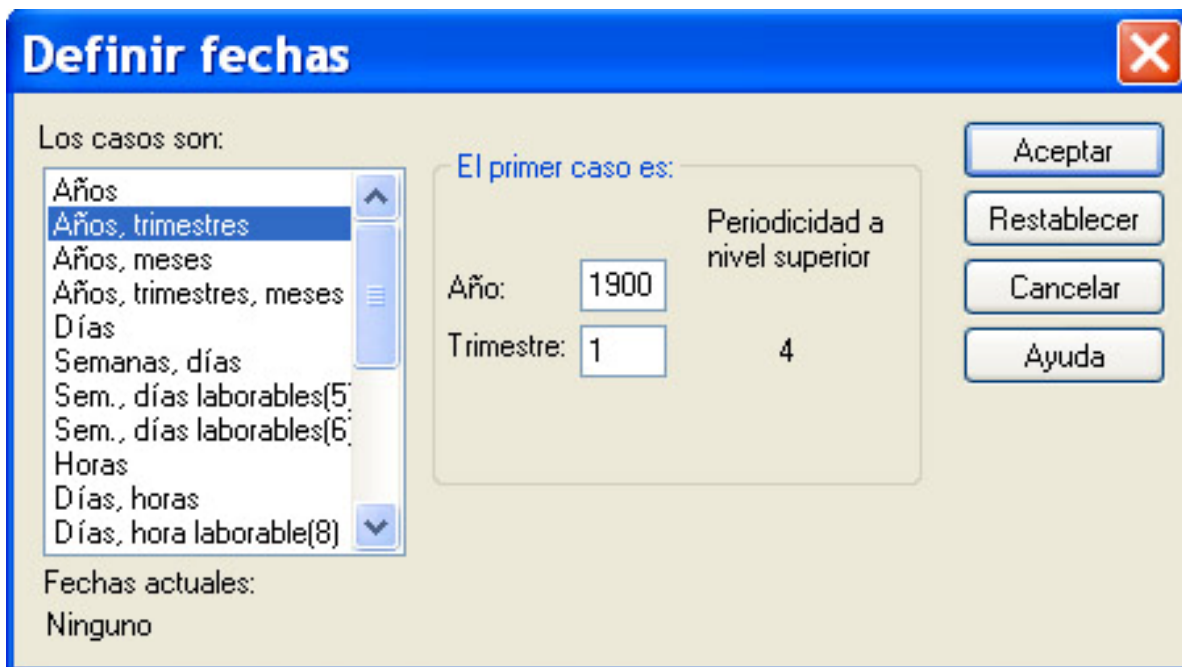 Definir fechas
Los casos son:
Años
Años, trimestres
Años, meses
Años, trimestres, meses
Días
Semanas, días
Sem., días laborables(5)
Sem., días laborables(6)
Horas
Días, horas
Días, hora laborable(8)
Fechas actuales:
Ninguno
El primer caso es:
Periodicidad a
nivel superior
Año: 1900
Trimestre: 1 4
Aceptar
Restablecer
Cancelar
Ayuda